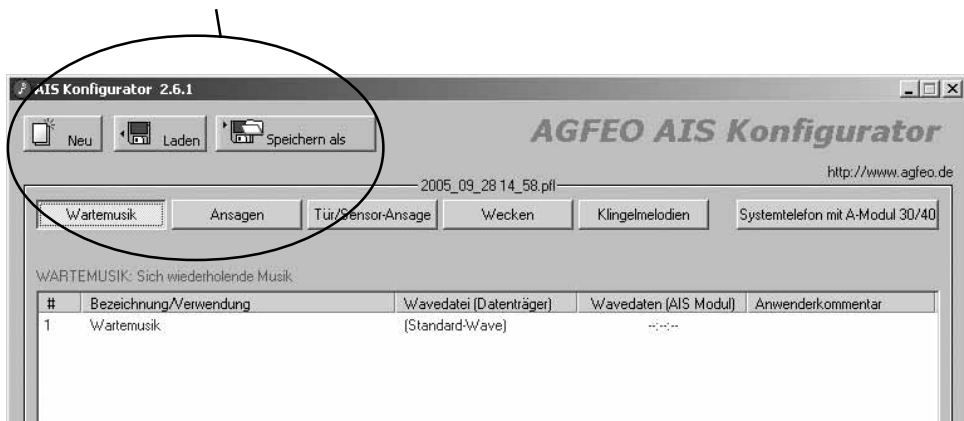 AIS Konfigurator 2.6.1
Neu Laden Speichern als
AGFEO AIS Konfigurator
http://www.agfeo.de
2005_09_28 14_58.pfl
Wartemusik Ansagen Tür/Sensor-Ansage Wecken Klingelmelodien Systemtelefon mit A-Modul 30/40
WARTEMUSIK: Sich wiederholende Musik
# Bezeichnung/Verwendung Wavedatei (Datenträger) Wavedaten (AIS Modul) Anwenderkommentar
1 Wartemusik (Standard-Wave) --:--:--